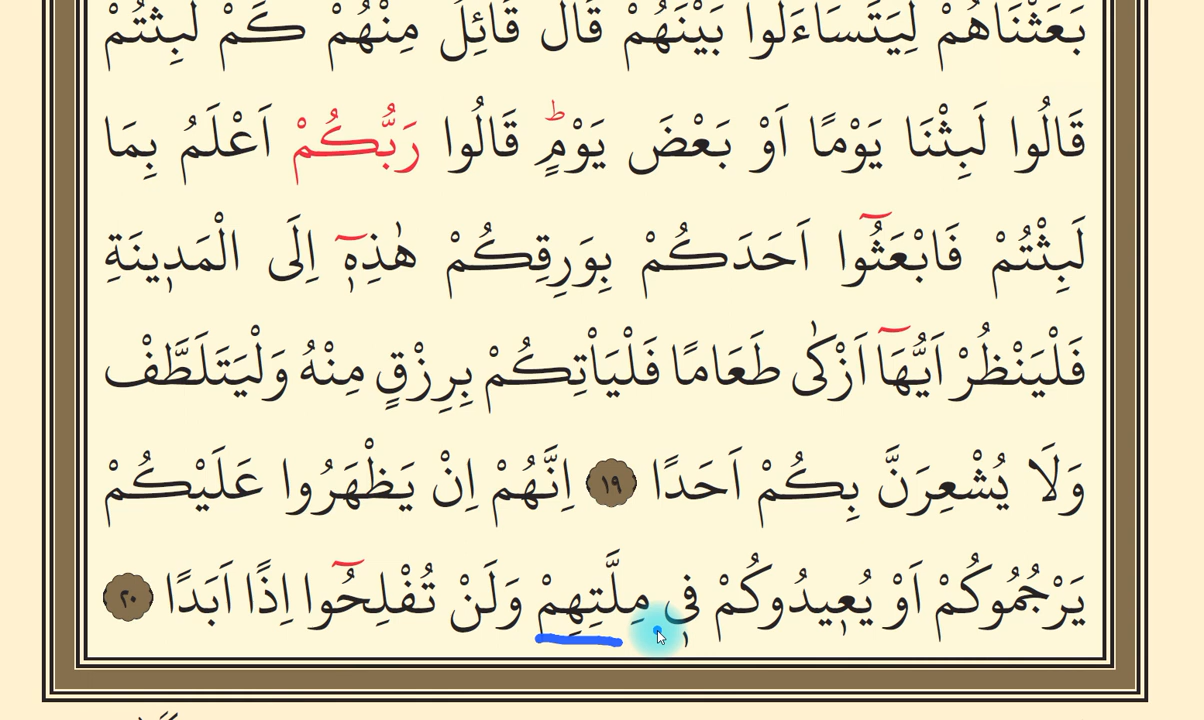 بَعَثْنَاهُمْ لِيَتَسَاءَلُوا بَيْنَهُمْ قَالَ قَائِلٌ مِنْهُمْ كَمْ لَبِثْتُمْ
قَالُوا لَبِثْنَا يَوْمًا اَوْ بَعْضَ يَوْمٍۜ قَالُوا رَبُّكُمْ اَعْلَمُ بِمَا
لَبِثْتُمْ فَابْعَثُٓوا اَحَدَكُمْ بِوَرِقِكُمْ هٰذِه۪ٓ اِلَى الْمَد۪ينَةِ
فَلْيَنْظُرْ اَيُّهَٓا اَزْكٰى طَعَامًا فَلْيَاْتِكُمْ بِرِزْقٍ مِنْهُ وَلْيَتَلَطَّفْ
وَلَا يُشْعِرَنَّ بِكُمْ اَحَدًا ﴿١٩﴾ اِنَّهُمْ اِنْ يَظْهَرُوا عَلَيْكُمْ
يَرْجُمُوكُمْ اَوْ يُع۪يدُوكُمْ ف۪ي مِلَّتِهِمْ وَلَنْ تُفْلِحُٓوا اِذًا اَبَدًا ﴿٢٠﴾